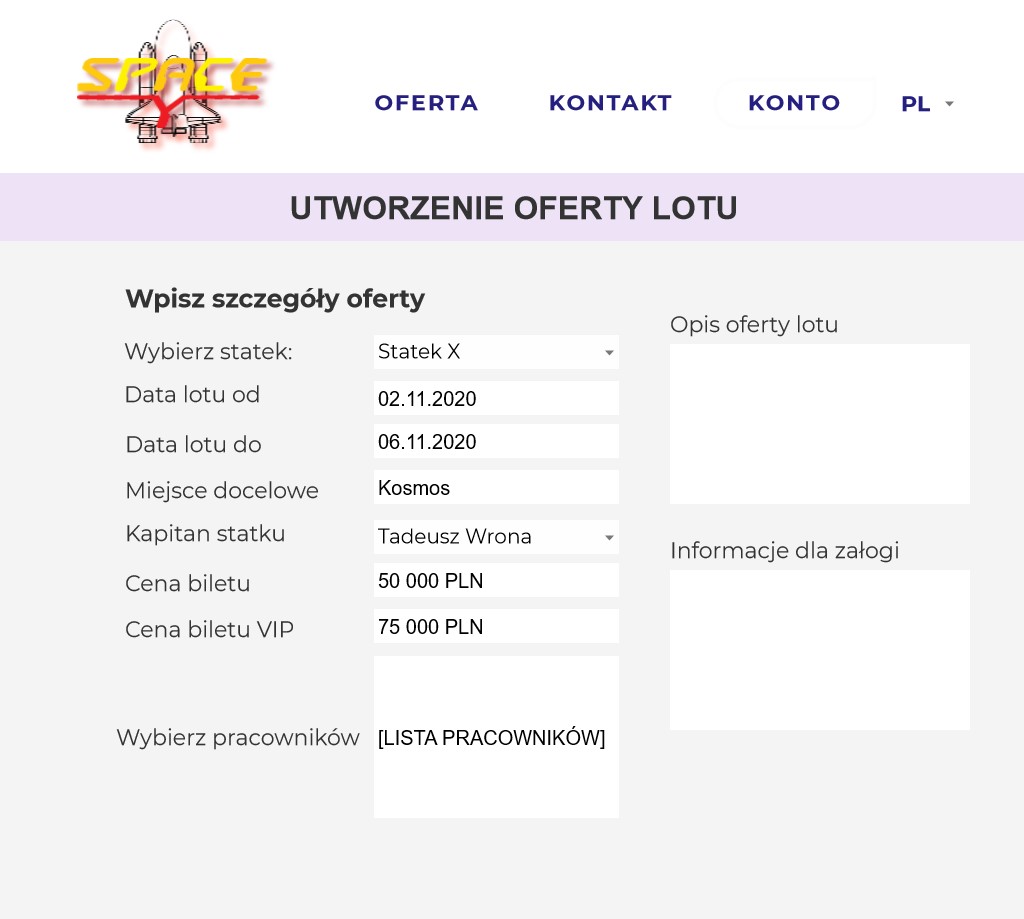 SPACE
Y
OFERTA KONTAKT KONTO PL
UTWORZENIE OFERTY LOTU
Wpisz szczegóły oferty
Wybierz statek: Statek X
Data lotu od 02.11.2020
Data lotu do 06.11.2020
Miejsce docelowe Kosmos
Kapitan statku Tadeusz Wrona
Cena biletu 50 000 PLN
Cena biletu VIP 75 000 PLN
Wybierz pracowników [LISTA PRACOWNIKÓW]
Opis oferty lotu
Informacje dla załogi